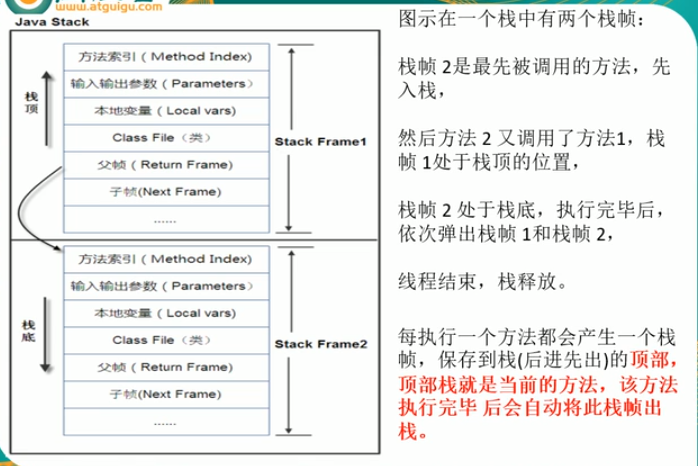 www.atguigu.com
Java Stack
栈
顶
方法索引（Method Index)
输入输出参数（Parameters）
本地变量（Local vars)
Class File（类）
父帧（Return Frame)
子帧(Next Frame)
......
Stack Frame1
栈
底
方法索引（Method Index)
输入输出参数（Parameters）
本地变量（Local vars)
Class File（类）
父帧（Return Frame)
子帧(Next Frame)
......
Stack Frame2
图示在一个栈中有两个栈帧：
栈帧 2是最先被调用的方法，先
入栈，
然后方法 2 又调用了方法1，栈
帧 1处于栈顶的位置，
栈帧 2 处于栈底，执行完毕后，
依次弹出栈帧 1和栈帧 2，
线程结束，栈释放。
每执行一个方法都会产生一个栈
帧，保存到栈(后进先出)的顶部，
顶部栈就是当前的方法，该方法
执行完毕 后会自动将此栈帧出
栈。